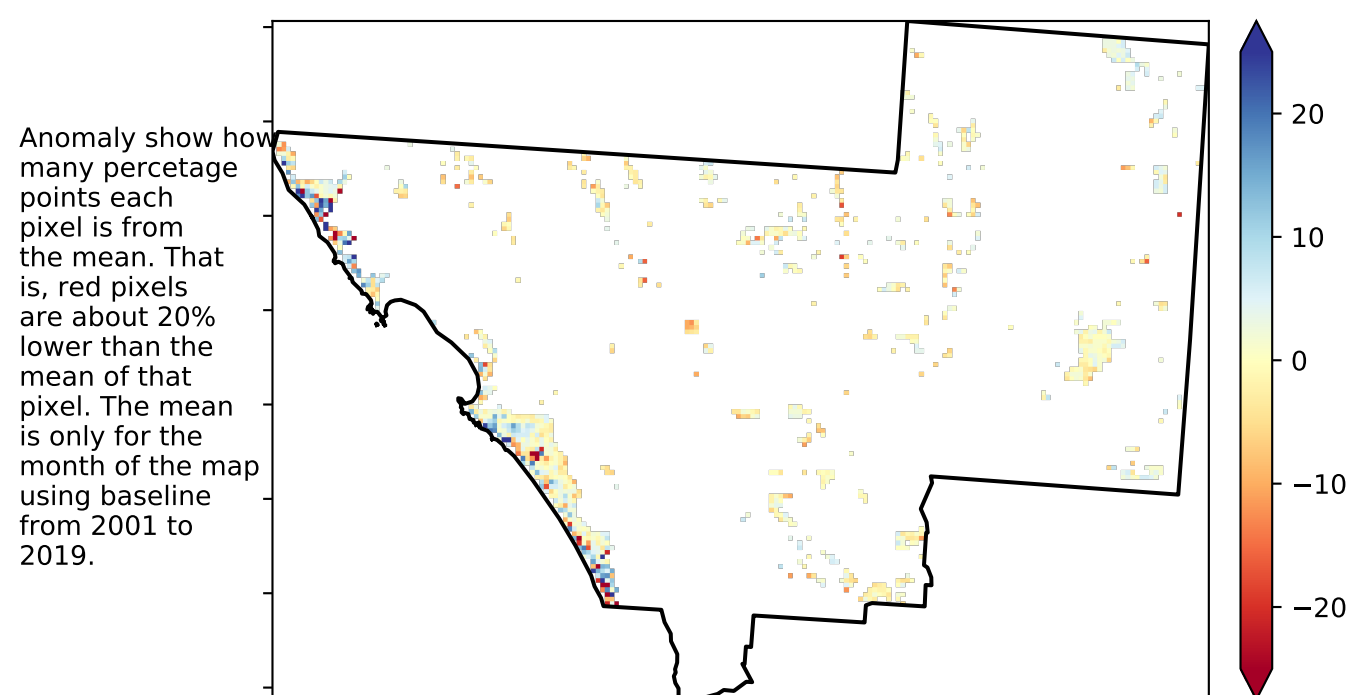 Anomaly show how
many percetage
points each
pixel is from
the mean. That
is, red pixels
are about 20%
lower than the
mean of that
pixel. The mean
is only for the
month of the map
using baseline
from 2001 to
2019.
20
10
0
−10
−20